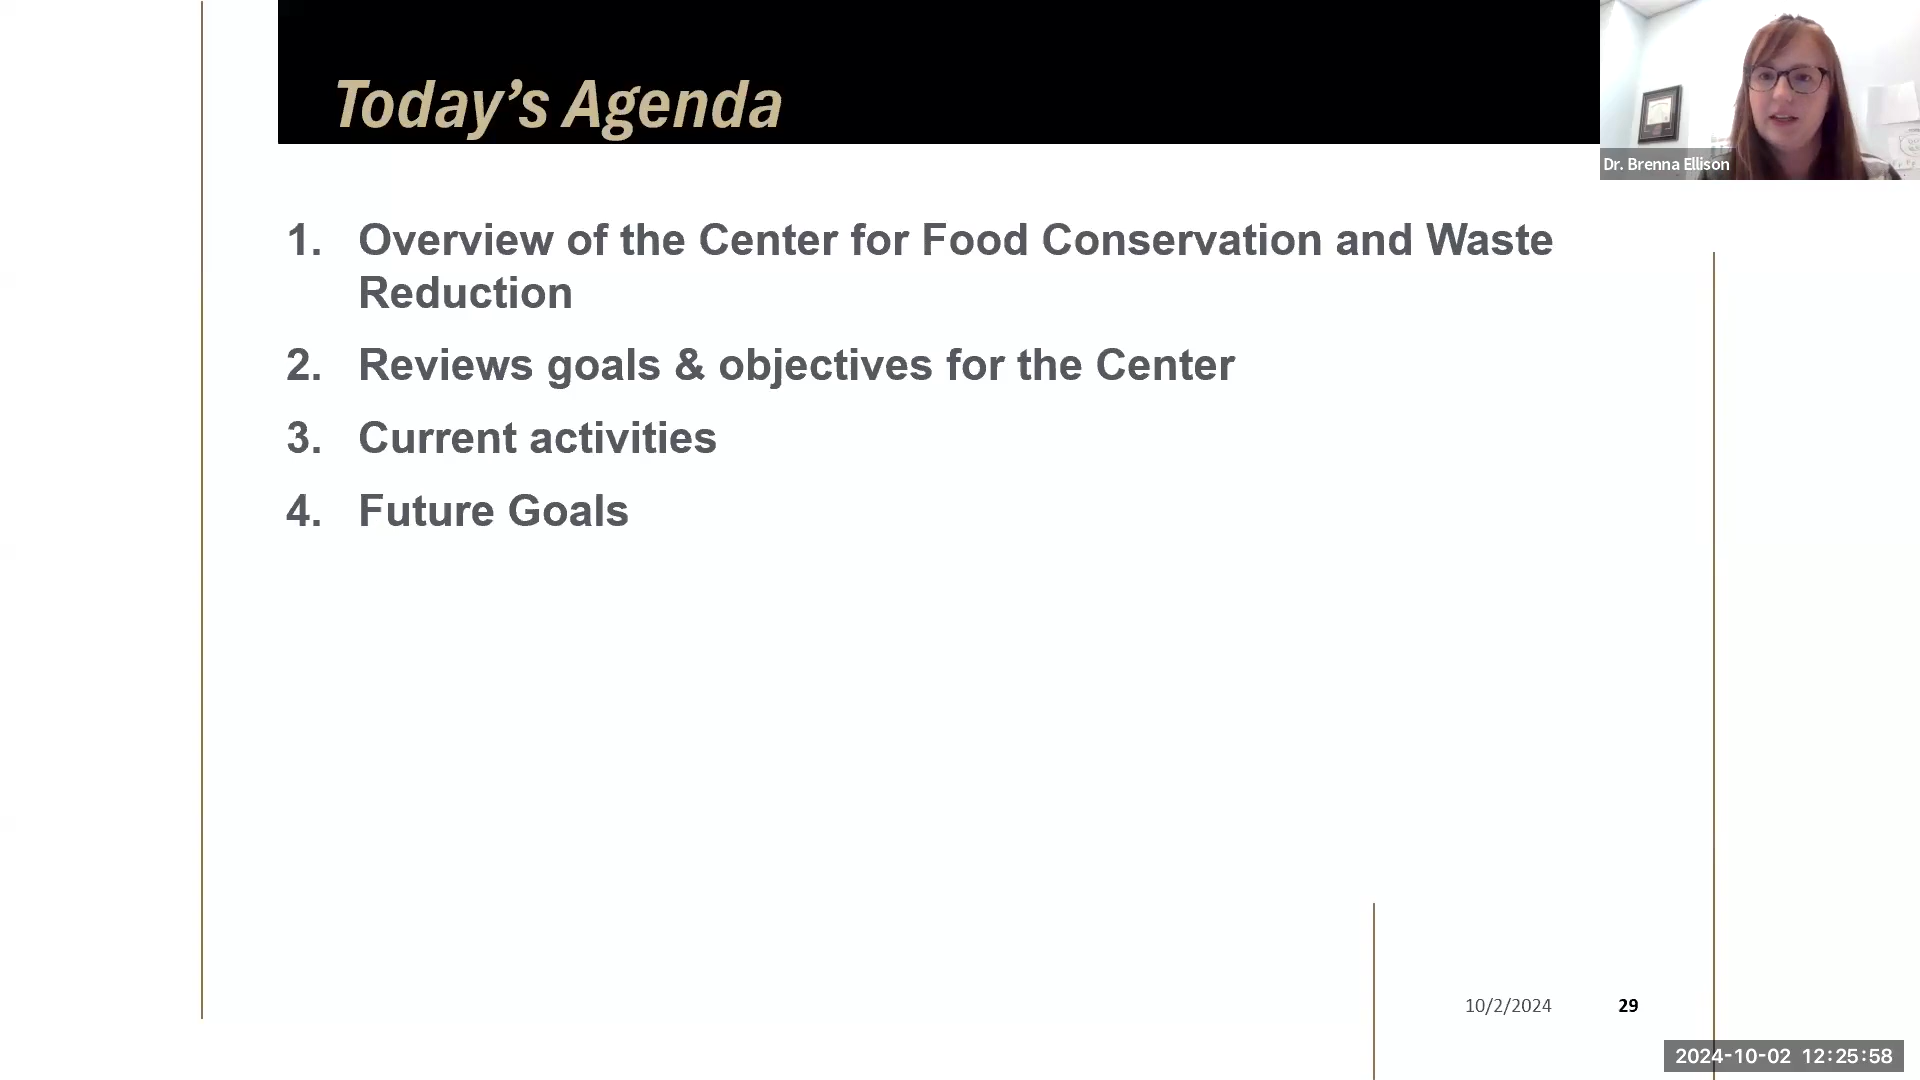 Today’s Agenda
Dr. Brenna Ellison
1. Overview of the Center for Food Conservation and Waste
Reduction
2. Reviews goals & objectives for the Center
3. Current activities
4. Future Goals
10/2/2024 29
2024-10-02 12:25:58